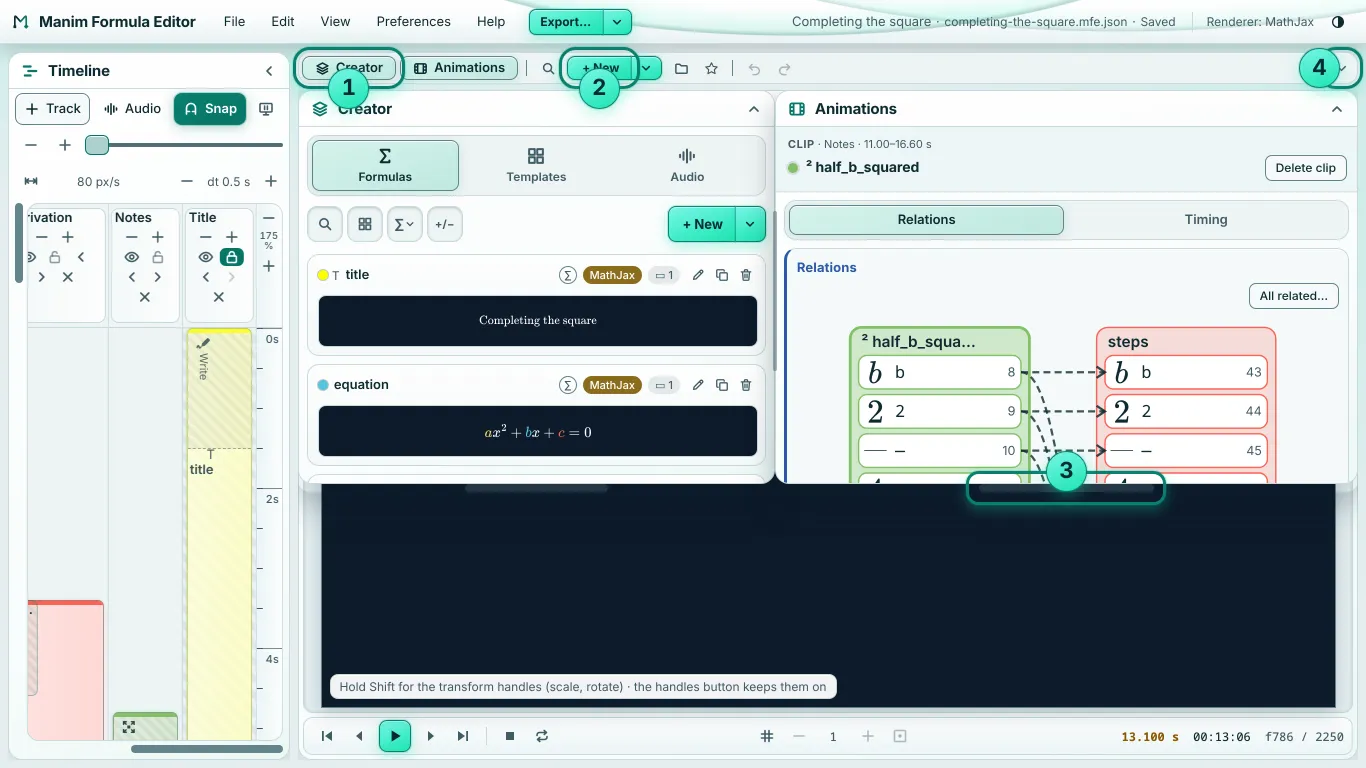 Manim Formula Editor File Edit View Preferences Help Export... Completing the square · completing-the-square.mfe.json · Saved Renderer: MathJax
Timeline
+ Track Audio Snap
80 px/s
dt 0.5 s
Notes
Title
175
%
Write
T
title
0s
2s
4s
Creator Animations + New
1
2
4
Creator
Formulas
Templates
Audio
+/−
+ New
T title
MathJax
1
Completing the square
equation
MathJax
1
ax² + bx + c = 0
Animations
CLIP · Notes · 11.00–16.60 s
² half_b_squared
Delete clip
Relations
Timing
Relations
All related...
² half_b_squa...
steps
b b 8
b b 43
2 2 9
2 2 44
— – 10
— – 45
3
Hold Shift for the transform handles (scale, rotate) · the handles button keeps them on
1
13.100 s 00:13:06 f786 / 2250